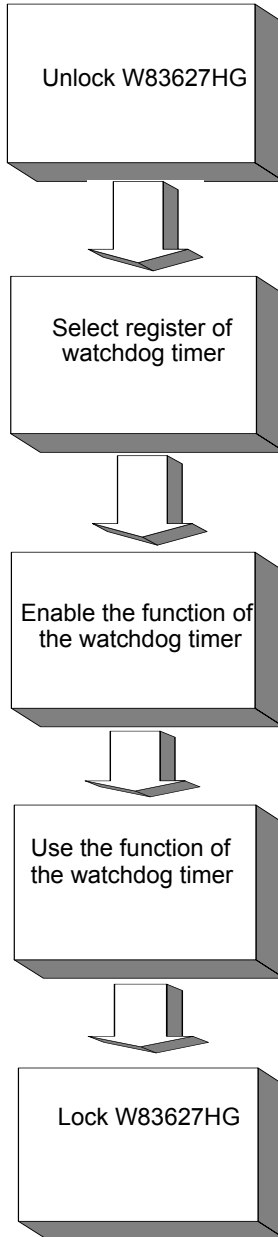 Unlock W83627HG
Select register of
watchdog timer
Enable the function of
the watchdog timer
Use the function of
the watchdog timer
Lock W83627HG